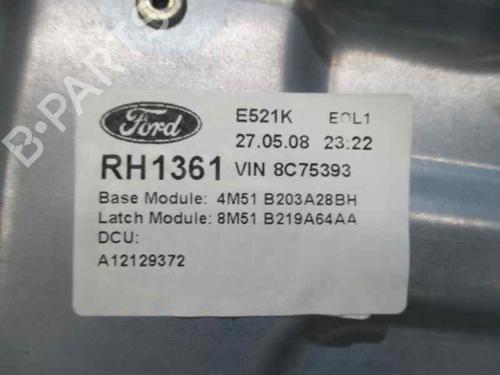 Ford
E521K EOL1
27.05.08 23:22
RH1361 VIN 8C75393
Base Module: 4M51 B203A28BH
Latch Module: 8M51 B219A64AA
DCU:
A12129372